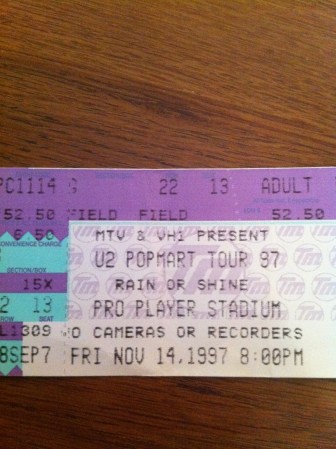 PC1114 G 22 13 ADULT
52.50 FIELD FIELD 52.50
6.50 MTV & VH1 PRESENT
CONVENIENCE CHARGE
U2 POPMART TOUR 97
SECTION/BOX
15X RAIN OR SHINE
2 13 PRO PLAYER STADIUM
ROW SEAT
L1309 NO CAMERAS OR RECORDERS
8SEP7 FRI NOV 14,1997 8:00PM